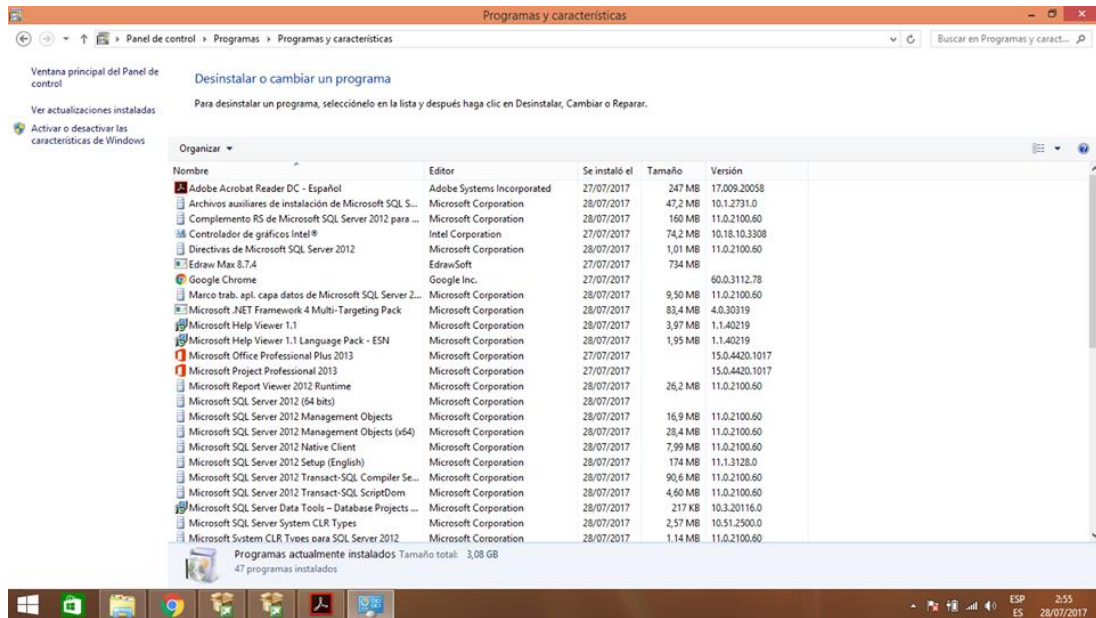 Programas y características
Panel de control Programas Programas y características
Buscar en Programas y caract...
Ventana principal del Panel de control
Ver actualizaciones instaladas
Activar o desactivar las características de Windows
Desinstalar o cambiar un programa
Para desinstalar un programa, selecciónelo en la lista y después haga clic en Desinstalar, Cambiar o Reparar.
Organizar
Nombre Editor Se instaló el Tamaño Versión
Adobe Acrobat Reader DC - Español Adobe Systems Incorporated 27/07/2017 247 MB 17.009.20058
Archivos auxiliares de instalación de Microsoft SQL S... Microsoft Corporation 28/07/2017 47,2 MB 10.1.2731.0
Complemento RS de Microsoft SQL Server 2012 para ... Microsoft Corporation 28/07/2017 160 MB 11.0.2100.60
Controlador de gráficos Intel® Intel Corporation 27/07/2017 74,2 MB 10.18.10.3308
Directivas de Microsoft SQL Server 2012 Microsoft Corporation 28/07/2017 1,01 MB 11.0.2100.60
Edraw Max 8.7.4 EdrawSoft 27/07/2017 734 MB
Google Chrome Google Inc. 27/07/2017 60.0.3112.78
Marco trab. apl. capa datos de Microsoft SQL Server 2... Microsoft Corporation 28/07/2017 9,50 MB 11.0.2100.60
Microsoft .NET Framework 4 Multi-Targeting Pack Microsoft Corporation 28/07/2017 83,4 MB 4.0.30319
Microsoft Help Viewer 1.1 Microsoft Corporation 28/07/2017 3,97 MB 1.1.40219
Microsoft Help Viewer 1.1 Language Pack - ESN Microsoft Corporation 28/07/2017 1,95 MB 1.1.40219
Microsoft Office Professional Plus 2013 Microsoft Corporation 27/07/2017 15.0.4420.1017
Microsoft Project Professional 2013 Microsoft Corporation 27/07/2017 15.0.4420.1017
Microsoft Report Viewer 2012 Runtime Microsoft Corporation 28/07/2017 26,2 MB 11.0.2100.60
Microsoft SQL Server 2012 (64 bits) Microsoft Corporation 28/07/2017
Microsoft SQL Server 2012 Management Objects Microsoft Corporation 28/07/2017 16,9 MB 11.0.2100.60
Microsoft SQL Server 2012 Management Objects (x64) Microsoft Corporation 28/07/2017 28,4 MB 11.0.2100.60
Microsoft SQL Server 2012 Native Client Microsoft Corporation 28/07/2017 7,99 MB 11.0.2100.60
Microsoft SQL Server 2012 Setup (English) Microsoft Corporation 28/07/2017 174 MB 11.1.3128.0
Microsoft SQL Server 2012 Transact-SQL Compiler Se... Microsoft Corporation 28/07/2017 90,6 MB 11.0.2100.60
Microsoft SQL Server 2012 Transact-SQL ScriptDom Microsoft Corporation 28/07/2017 4,60 MB 11.0.2100.60
Microsoft SQL Server Data Tools – Database Projects ... Microsoft Corporation 28/07/2017 217 KB 10.3.20116.0
Microsoft SQL Server System CLR Types Microsoft Corporation 28/07/2017 2,57 MB 10.51.2500.0
Microsoft System CLR Types para SQL Server 2012 Microsoft Corporation 28/07/2017 1,14 MB 11.0.2100.60
Programas actualmente instalados Tamaño total: 3,08 GB
47 programas instalados
ESP 2:55
ES 28/07/2017